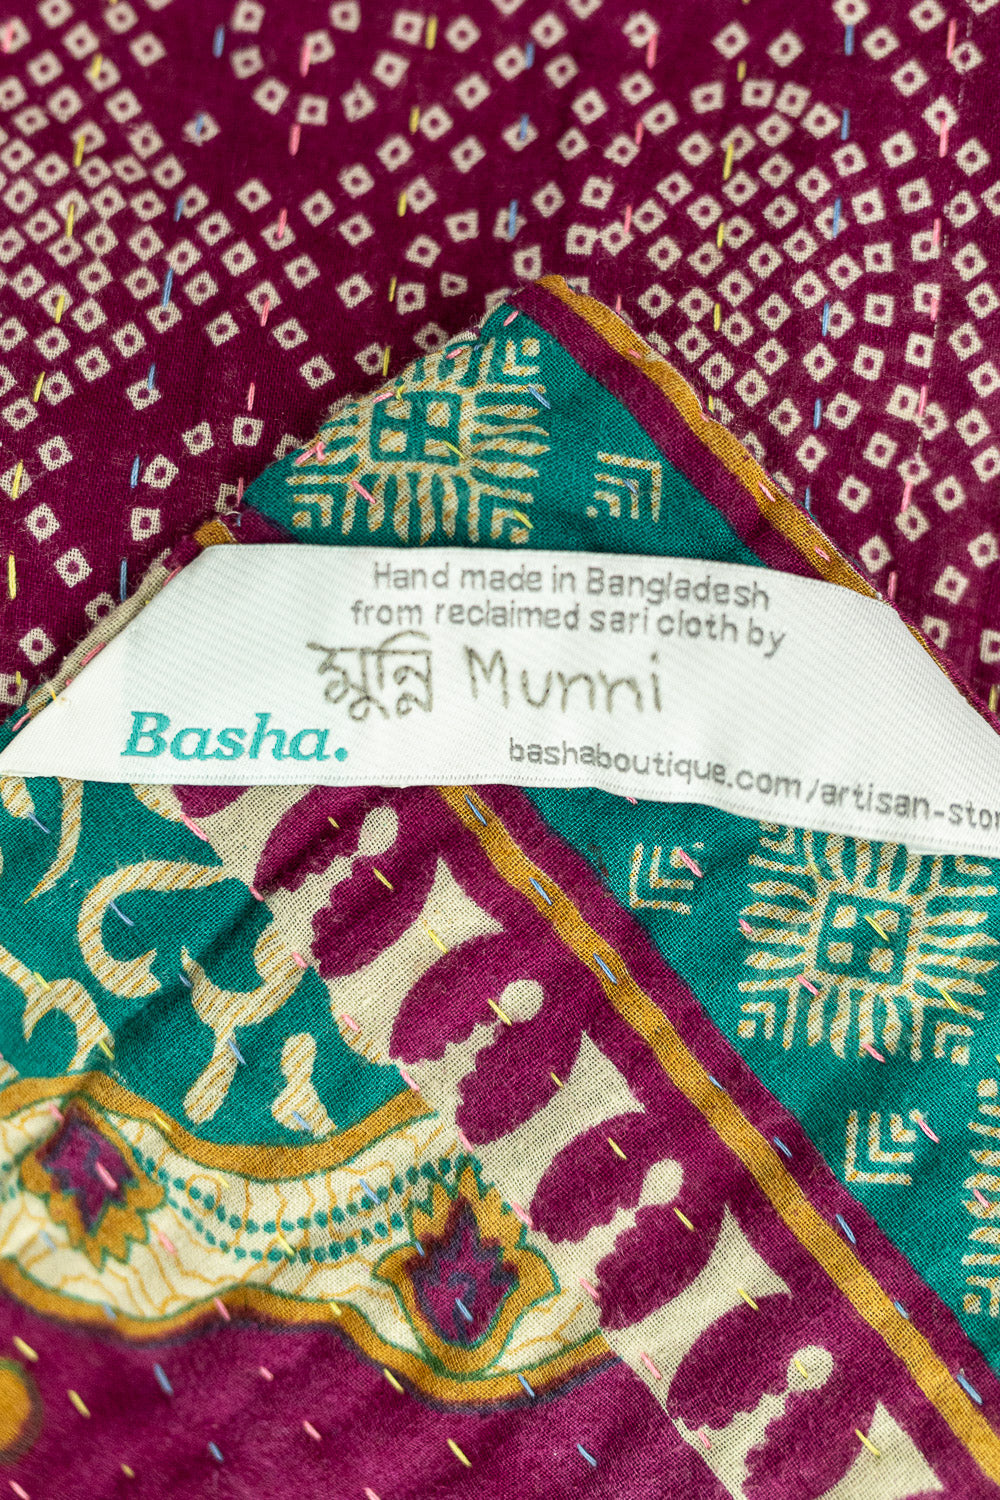 Hand made in Bangladesh
from reclaimed sari cloth by
মুন্নি Munni
Basha.
bashaboutique.com/artisan-stor